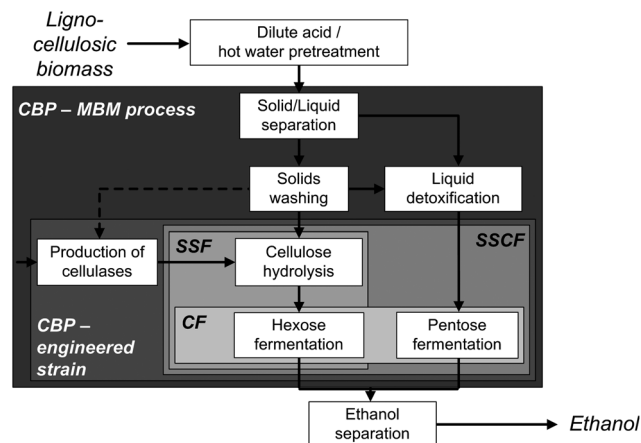 Ligno-
cellulosic
biomass
Dilute acid /
hot water pretreatment
CBP – MBM process
Solid/Liquid
separation
Solids
washing
Liquid
detoxification
Production of
cellulases
SSF
Cellulose
hydrolysis
SSCF
CBP –
engineered
strain
CF
Hexose
fermentation
Pentose
fermentation
Ethanol
separation
Ethanol